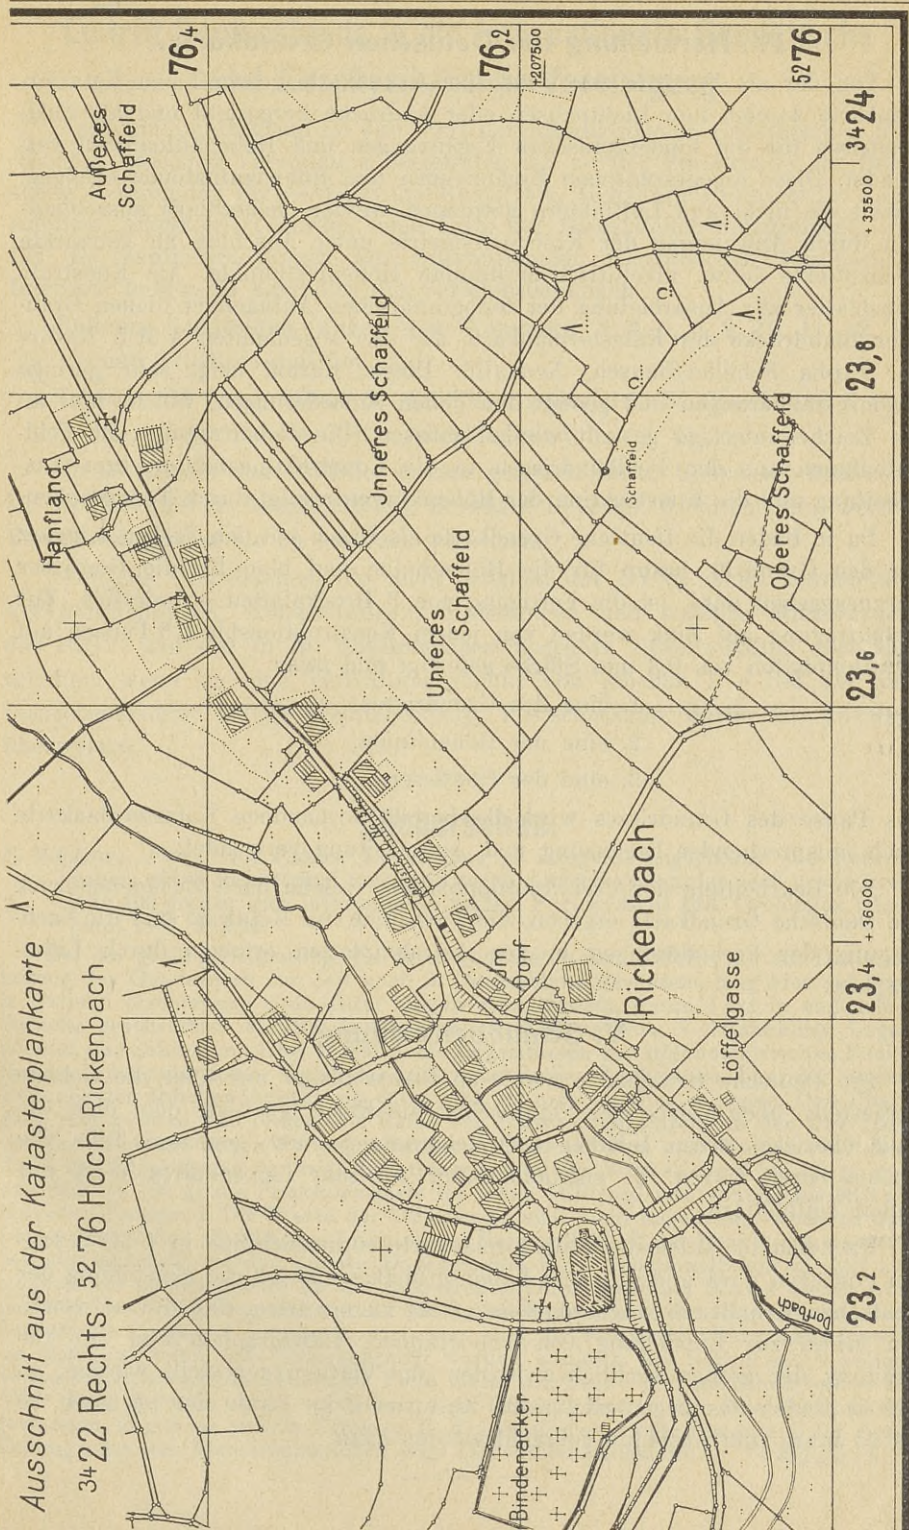 Ausschnitt aus der Katasterplankarte
3422 Rechts, 5276 Hoch. Rickenbach
Äußeres
Schaffeld
Hanfland
Jnneres Schaffeld
Unteres
Schaffeld
Schaffeld
Oberes Schaffeld
Am
Dorf
Rickenbach
Löffelgasse
Bindenacker
Dorfbach
76,4
76,2
+207500
5276
23,2
23,4
+36000
23,6
23,8
+35500
3424